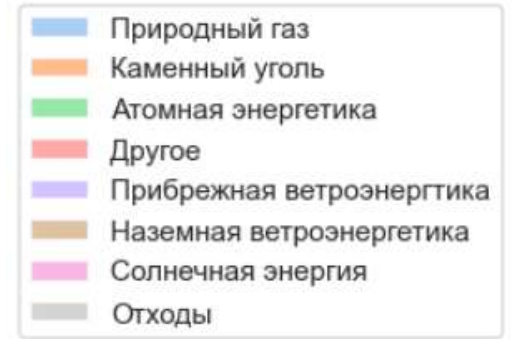 Природный газ
Каменный уголь
Атомная энергетика
Другое
Прибрежная ветроэнергтика
Наземная ветроэнергетика
Солнечная энергия
Отходы